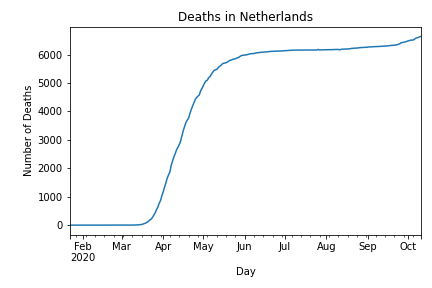 Deaths in Netherlands
Number of Deaths
6000
5000
4000
3000
2000
1000
0
Feb Mar Apr May Jun Jul Aug Sep Oct
2020
Day